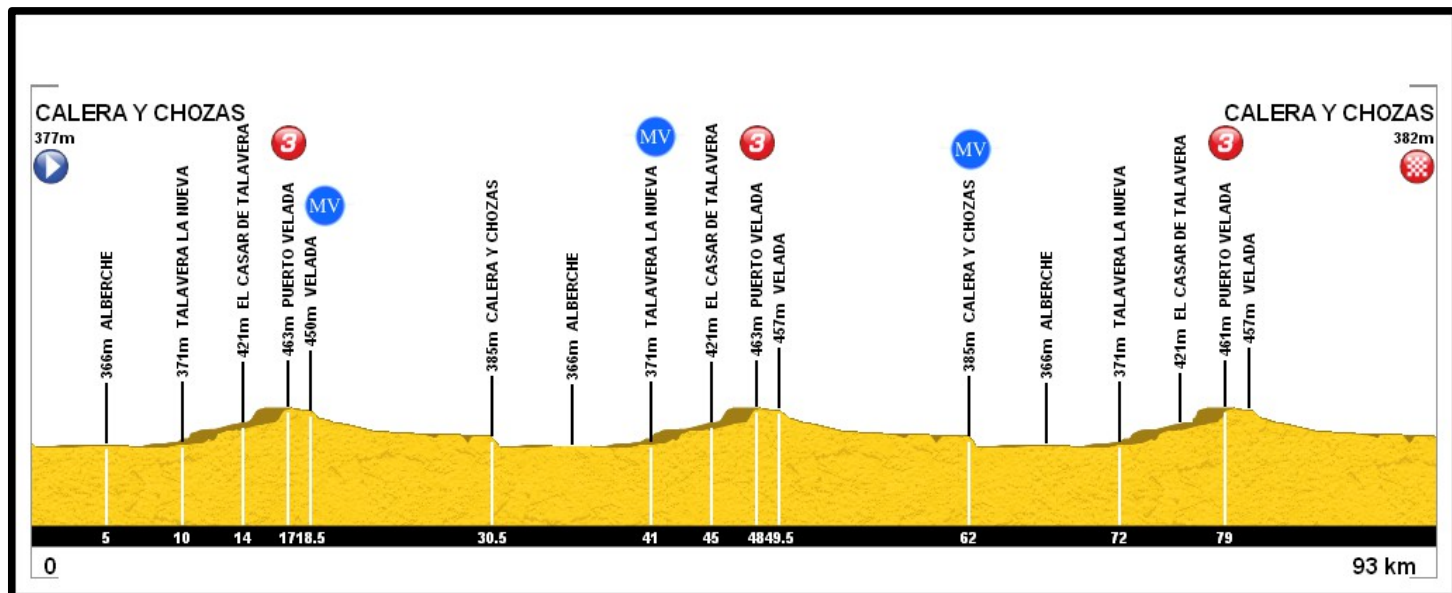 CALERA Y CHOZAS
377m
366m ALBERCHE
371m TALAVERA LA NUEVA
421m EL CASAR DE TALAVERA
3
463m PUERTO VELADA
MV
450m VELADA
385m CALERA Y CHOZAS
366m ALBERCHE
MV
371m TALAVERA LA NUEVA
421m EL CASAR DE TALAVERA
3
463m PUERTO VELADA
457m VELADA
MV
385m CALERA Y CHOZAS
366m ALBERCHE
371m TALAVERA LA NUEVA
421m EL CASAR DE TALAVERA
3
461m PUERTO VELADA
457m VELADA
CALERA Y CHOZAS
382m
5 10 14 17 18.5 30.5 41 45 48 49.5 62 72 79
0 93 km